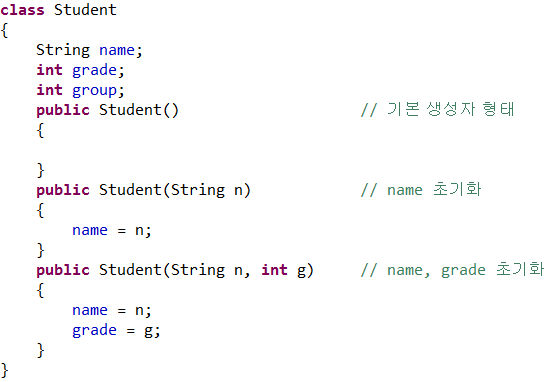 class Student
{
    String name;
    int grade;
    int group;
    public Student()                    // 기본 생성자 형태
    {

    }
    public Student(String n)            // name 초기화
    {
        name = n;
    }
    public Student(String n, int g)     // name, grade 초기화
    {
        name = n;
        grade = g;
    }
}